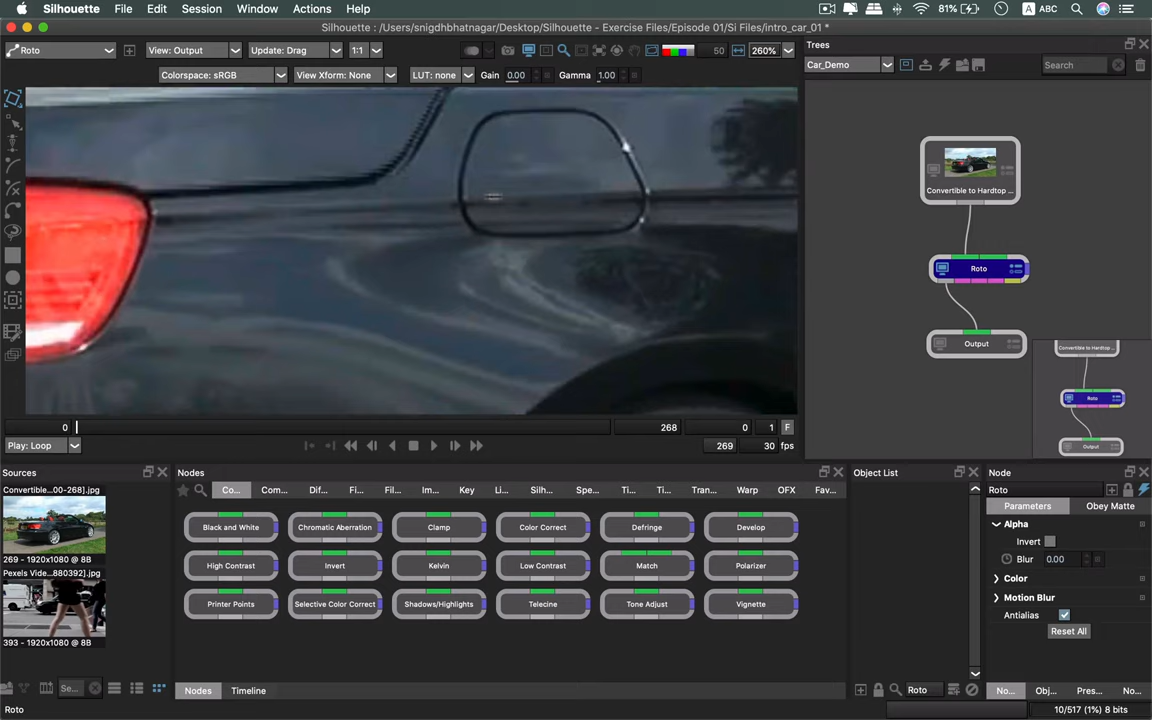 Silhouette File Edit Session Window Actions Help 81% A ABC
Silhouette: /Users/snigdhbhatnagar/Desktop/Silhouette - Exercise Files/Episode 01/Si Files/intro_car_01 *
Roto View: Output Update: Drag 1:1 50 260%
Colorspace: sRGB View Xform: None LUT: none Gain 0.00 Gamma 1.00
Trees
Car_Demo Search
Convertible to Hardtop ...
Roto
Output
Convertible to Hardtop ...
Roto
Output
0 268 0 1 F
Play: Loop 269 30 fps
Sources
Convertible...00-268].jpg
269 - 1920x1080 @ 8B
Pexels Vide...880392].jpg
393 - 1920x1080 @ 8B
Se...
Nodes
Co... Com... Dif... Fi... Fil... Im... Key Li... Silh... Spe... Ti... Ti... Tran... Warp OFX Fav...
Black and White Chromatic Aberration Clamp Color Correct Defringe Develop
High Contrast Invert Kelvin Low Contrast Match Polarizer
Printer Points Selective Color Correct Shadows/Highlights Telecine Tone Adjust Vignette
Nodes Timeline
Object List
Roto
Node
Roto
Parameters Obey Matte
Alpha
Invert
Blur 0.00
Color
Motion Blur
Antialias
Reset All
No... Obj... Pres... No...
Roto 10/517 (1%) 8 bits